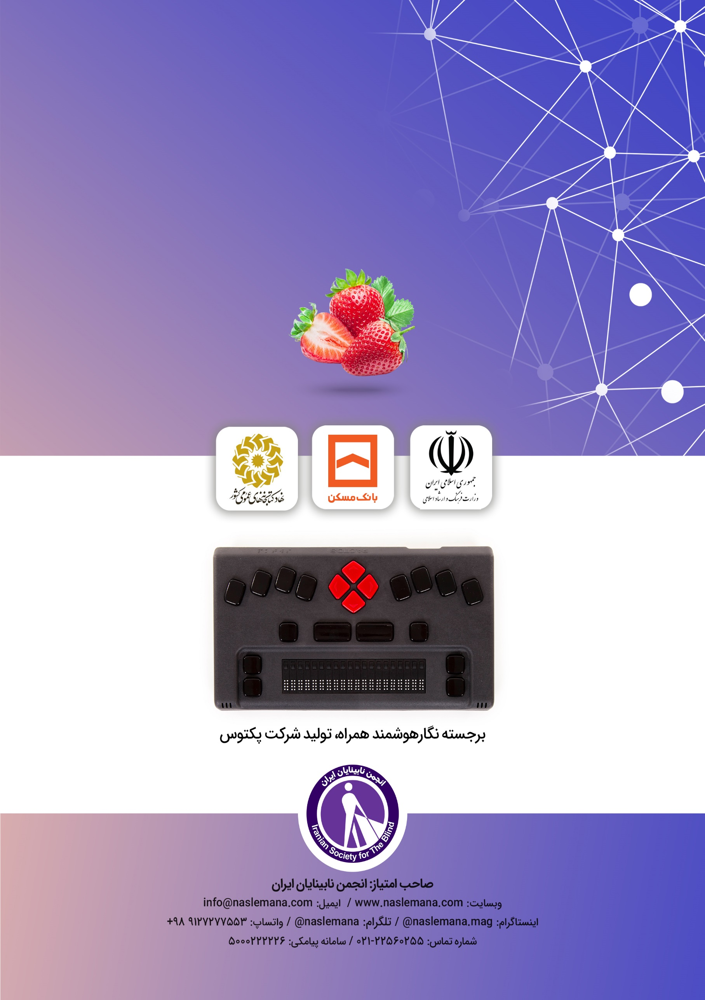 جمهوری اسلامی ایران
وزارت فرهنگ و ارشاد اسلامی
بانک مسکن
نهاد کتابخانه‌های عمومی کشور
PACTOS
برجسته نگارهوشمند همراه، تولید شرکت پکتوس
انجمن نابینایان ایران
Iranian Society for The Blind
صاحب امتیاز: انجمن نابینایان ایران
وبسایت: www.naslemana.com / ایمیل: info@naslemana.com
اینستاگرام: @naslemana.mag / تلگرام: @naslemana / واتساپ: +۹۸ ۹۱۲۷۲۷۷۵۵۳
شماره تماس: ۰۲۱-۲۲۵۶۰۲۵۵ / سامانه پیامکی: ۵۰۰۰۲۲۲۲۲۶